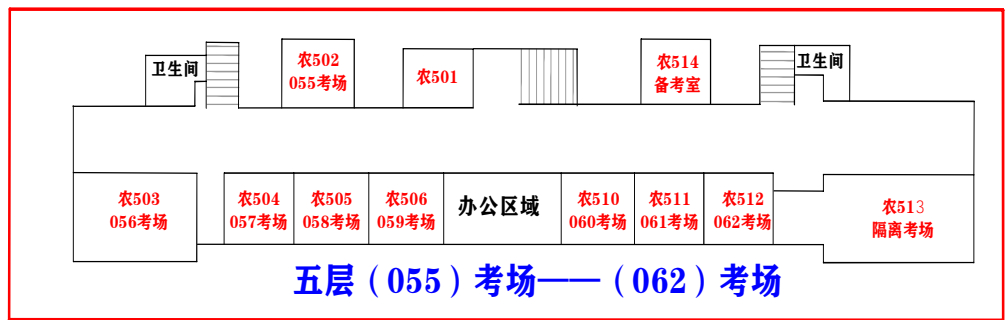 卫生间
农502
055考场
农501
农514
备考室
卫生间
农503
056考场
农504
057考场
农505
058考场
农506
059考场
办公区域
农510
060考场
农511
061考场
农512
062考场
农513
隔离考场
五层（055）考场——（062）考场